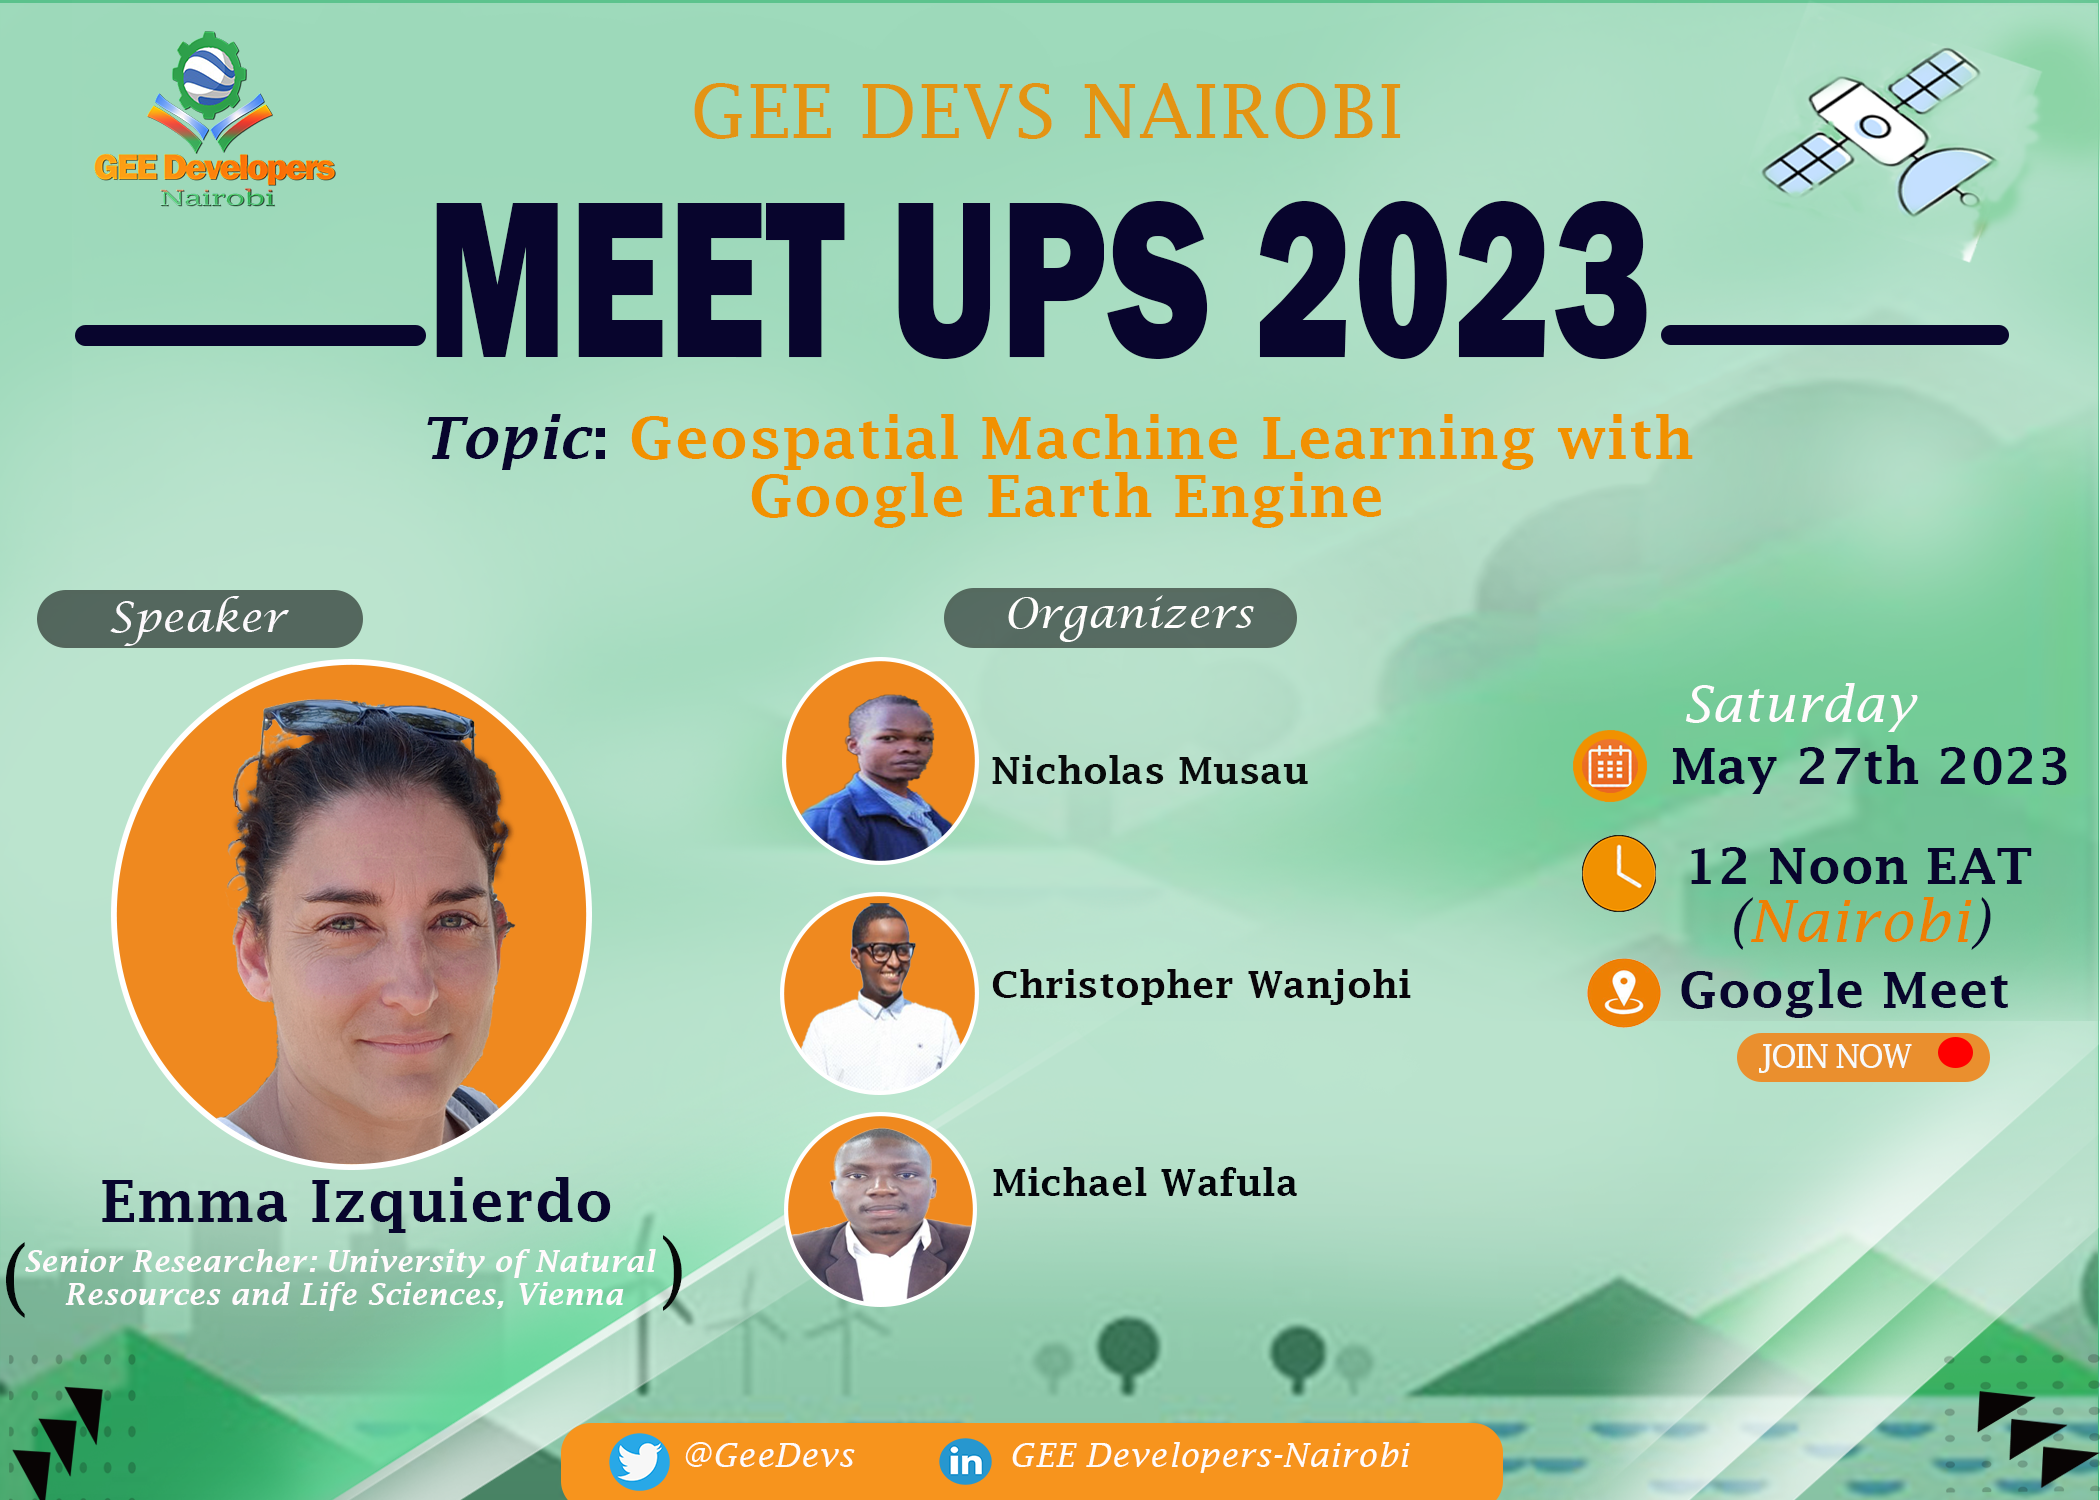 GEE Developers
Nairobi
GEE DEVS NAIROBI
MEET UPS 2023
Topic: Geospatial Machine Learning with
Google Earth Engine
Speaker
Emma Izquierdo
(Senior Researcher: University of Natural
Resources and Life Sciences, Vienna)
Organizers
Nicholas Musau
Christopher Wanjohi
Michael Wafula
Saturday
May 27th 2023
12 Noon EAT
(Nairobi)
Google Meet
JOIN NOW
@GeeDevs
in GEE Developers-Nairobi